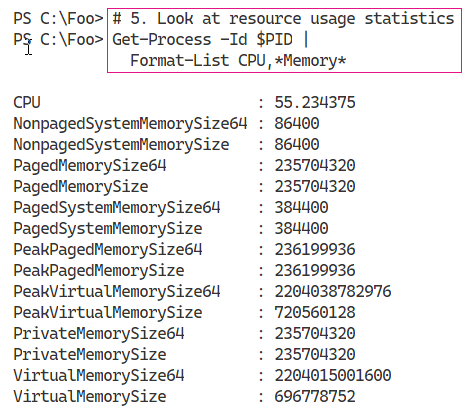 PS C:\Foo> # 5. Look at resource usage statistics
PS C:\Foo> Get-Process -Id $PID |
Format-List CPU,*Memory*
CPU : 55.234375
NonpagedSystemMemorySize64 : 86400
NonpagedSystemMemorySize : 86400
PagedMemorySize64 : 235704320
PagedMemorySize : 235704320
PagedSystemMemorySize64 : 384400
PagedSystemMemorySize : 384400
PeakPagedMemorySize64 : 236199936
PeakPagedMemorySize : 236199936
PeakVirtualMemorySize64 : 2204038782976
PeakVirtualMemorySize : 720560128
PrivateMemorySize64 : 235704320
PrivateMemorySize : 235704320
VirtualMemorySize64 : 2204015001600
VirtualMemorySize : 696778752